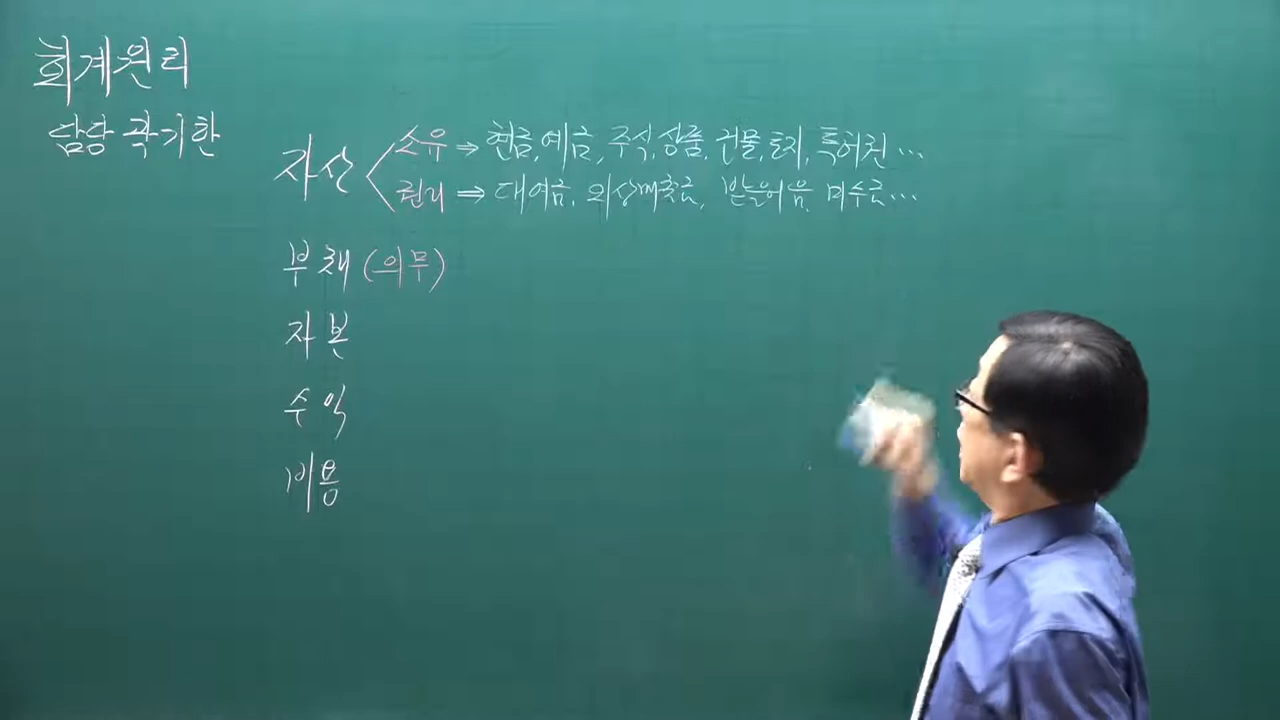 회계원리
담당 곽기한
자산 소유 → 현금, 예금, 주식, 상품, 건물, 토지, 특허권 ...
권리 ⇒ 대여금, 외상매출금, 받을어음, 미수금...
부채 (의무)
자본
수익
비용